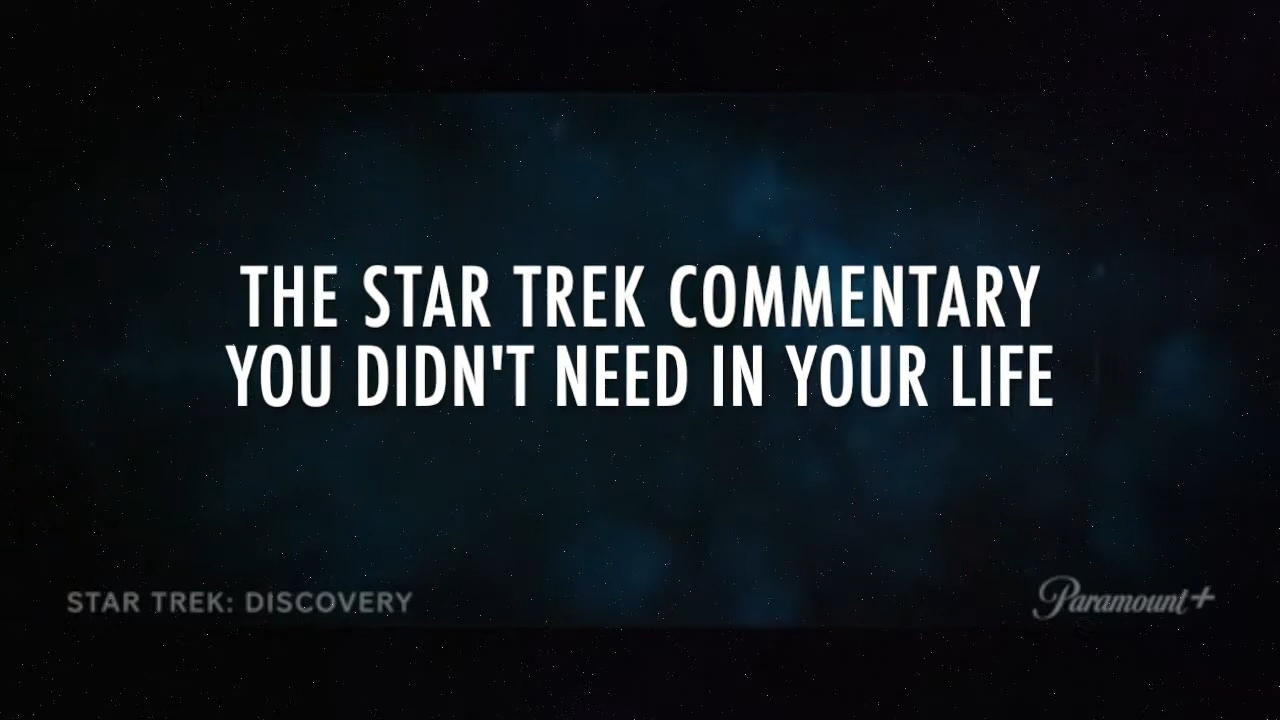 THE STAR TREK COMMENTARY
YOU DIDN'T NEED IN YOUR LIFE
STAR TREK: DISCOVERY
Paramount+